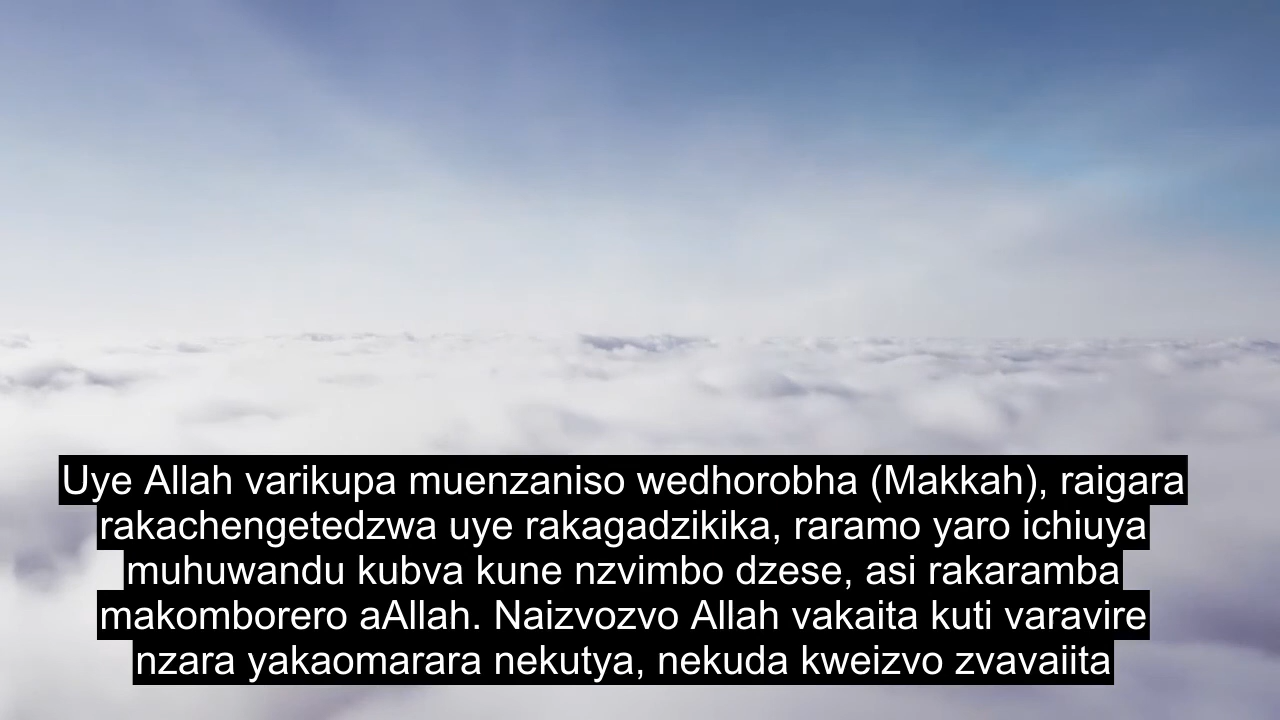 Uye Allah varikupa muenzaniso wedhorobha (Makkah), raigara
rakachengetedzwa uye rakagadzikika, raramo yaro ichiuya
muhuwandu kubva kune nzvimbo dzese, asi rakaramba
makomborero aAllah. Naizvozvo Allah vakaita kuti varavire
nzara yakaomarara nekutya, nekuda kweizvo zvavaiita